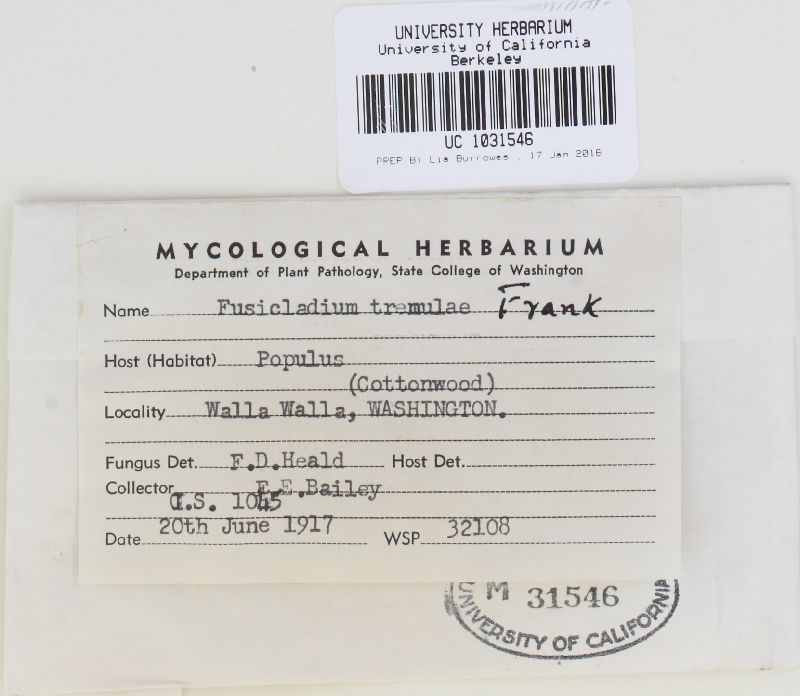 UNIVERSITY HERBARIUM
University of California
Berkeley
UC 1031546
PREP BY Lia Burrowes , 17 Jan 2018
MYCOLOGICAL HERBARIUM
Department of Plant Pathology, State College of Washington
Name Fusicladium tremulae Frank
Host (Habitat) Populus
(Cottonwood)
Locality Walla Walla, WASHINGTON.
Fungus Det. F.D.Heald Host Det.
Collector E.E.Bailey
I.S. 1045
Date 20th June 1917 WSP 32108
M 31546
UNIVERSITY OF CALIFORNIA